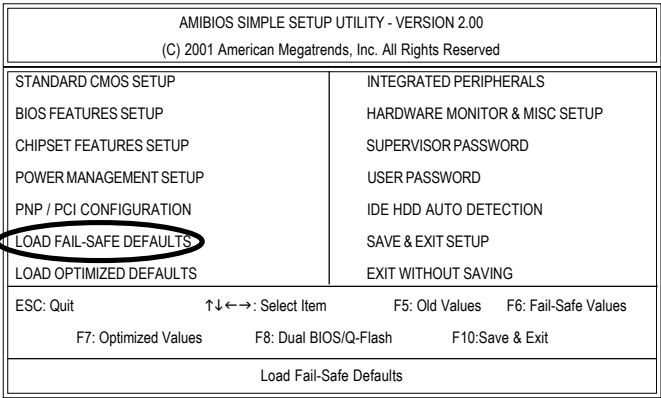 AMIBIOS SIMPLE SETUP UTILITY - VERSION 2.00
(C) 2001 American Megatrends, Inc. All Rights Reserved
STANDARD CMOS SETUP
BIOS FEATURES SETUP
CHIPSET FEATURES SETUP
POWER MANAGEMENT SETUP
PNP / PCI CONFIGURATION
LOAD FAIL-SAFE DEFAULTS
LOAD OPTIMIZED DEFAULTS
INTEGRATED PERIPHERALS
HARDWARE MONITOR & MISC SETUP
SUPERVISOR PASSWORD
USER PASSWORD
IDE HDD AUTO DETECTION
SAVE & EXIT SETUP
EXIT WITHOUT SAVING
ESC: Quit ↑↓←→: Select Item F5: Old Values F6: Fail-Safe Values
F7: Optimized Values F8: Dual BIOS/Q-Flash F10:Save & Exit
Load Fail-Safe Defaults